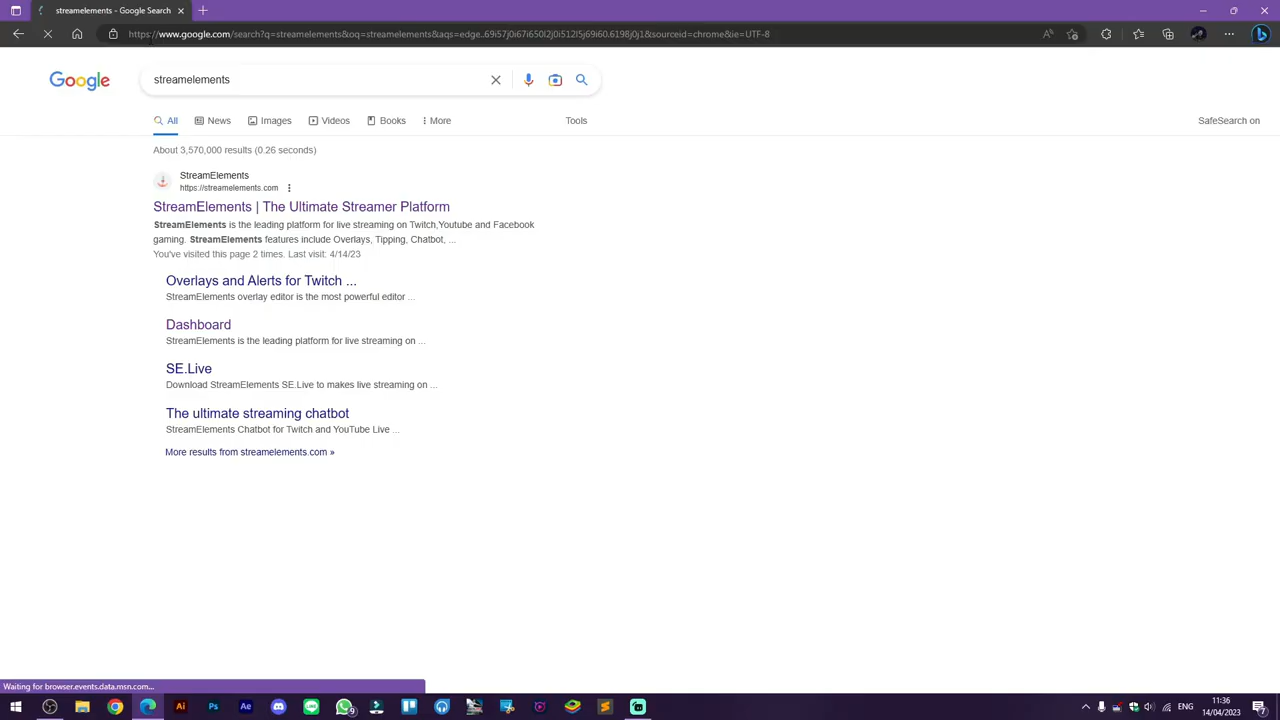 streamelements - Google Search
https://www.google.com/search?q=streamelements&oq=streamelements&aqs=edge..69i57j0i67i650l2j0i512l5j69i60.6198j0j1&sourceid=chrome&ie=UTF-8
Google
streamelements
All
News
Images
Videos
Books
More
Tools
SafeSearch on
About 3,570,000 results (0.26 seconds)
StreamElements
https://streamelements.com
StreamElements | The Ultimate Streamer Platform
StreamElements is the leading platform for live streaming on Twitch,Youtube and Facebook
gaming. StreamElements features include Overlays, Tipping, Chatbot, ...
You've visited this page 2 times. Last visit: 4/14/23
Overlays and Alerts for Twitch ...
StreamElements overlay editor is the most powerful editor ...
Dashboard
StreamElements is the leading platform for live streaming on ...
SE.Live
Download StreamElements SE.Live to makes live streaming on ...
The ultimate streaming chatbot
StreamElements Chatbot for Twitch and YouTube Live ...
More results from streamelements.com »
Waiting for browser.events.data.msn.com...
Ai
Ps
Ae
LINE
9
ENG
11:36
14/04/2023
7